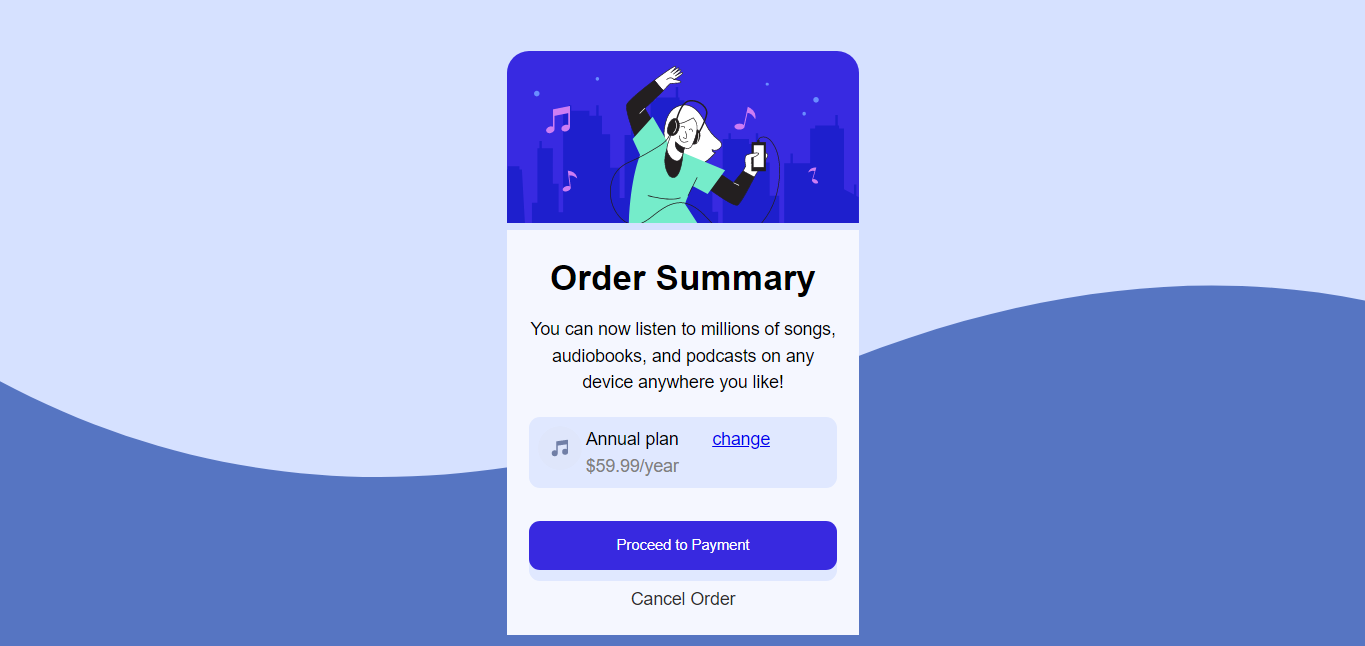 Order Summary
You can now listen to millions of songs,
audiobooks, and podcasts on any
device anywhere you like!
Annual plan change
$59.99/year
Proceed to Payment
Cancel Order